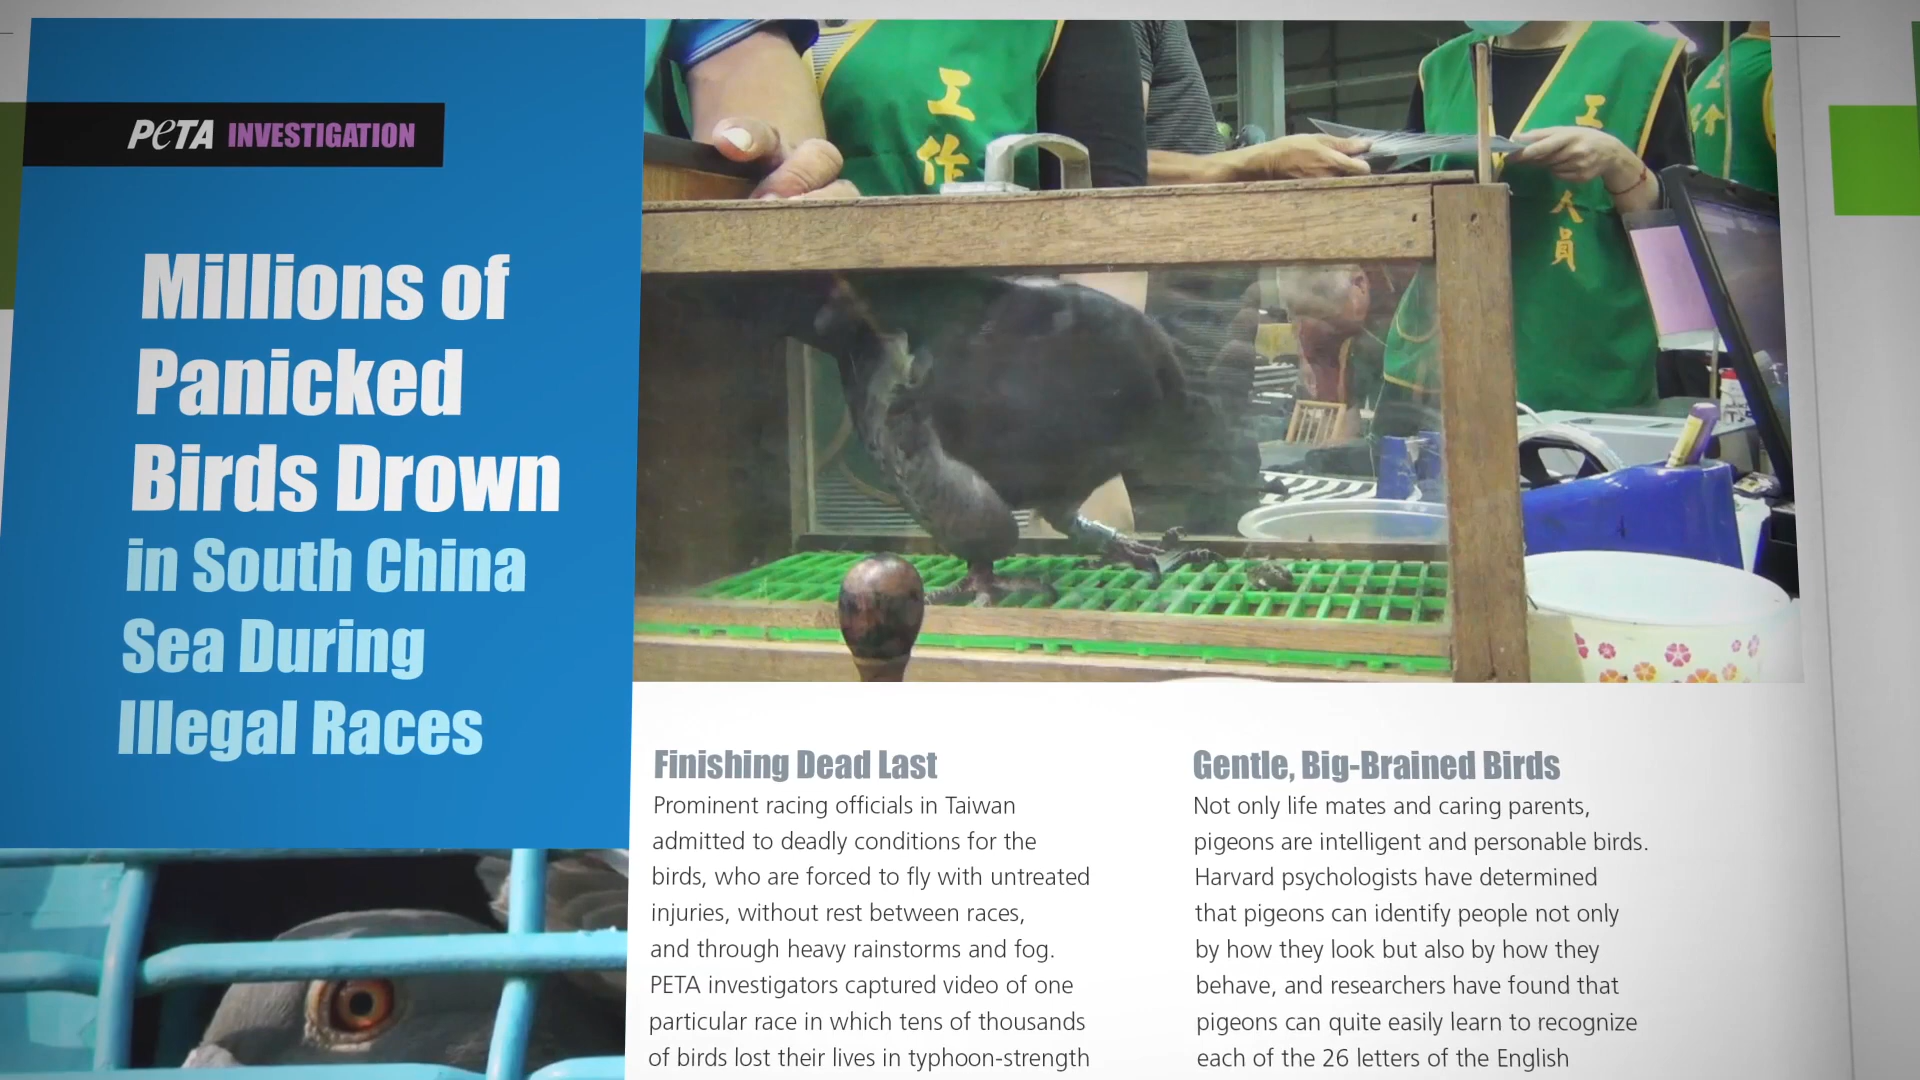 PETA INVESTIGATION
Millions of
Panicked
Birds Drown
in South China
Sea During
Illegal Races
工
作
工
人
員
Finishing Dead Last
Prominent racing officials in Taiwan
admitted to deadly conditions for the
birds, who are forced to fly with untreated
injuries, without rest between races,
and through heavy rainstorms and fog.
PETA investigators captured video of one
particular race in which tens of thousands
of birds lost their lives in typhoon-strength
Gentle, Big-Brained Birds
Not only life mates and caring parents,
pigeons are intelligent and personable birds.
Harvard psychologists have determined
that pigeons can identify people not only
by how they look but also by how they
behave, and researchers have found that
pigeons can quite easily learn to recognize
each of the 26 letters of the English